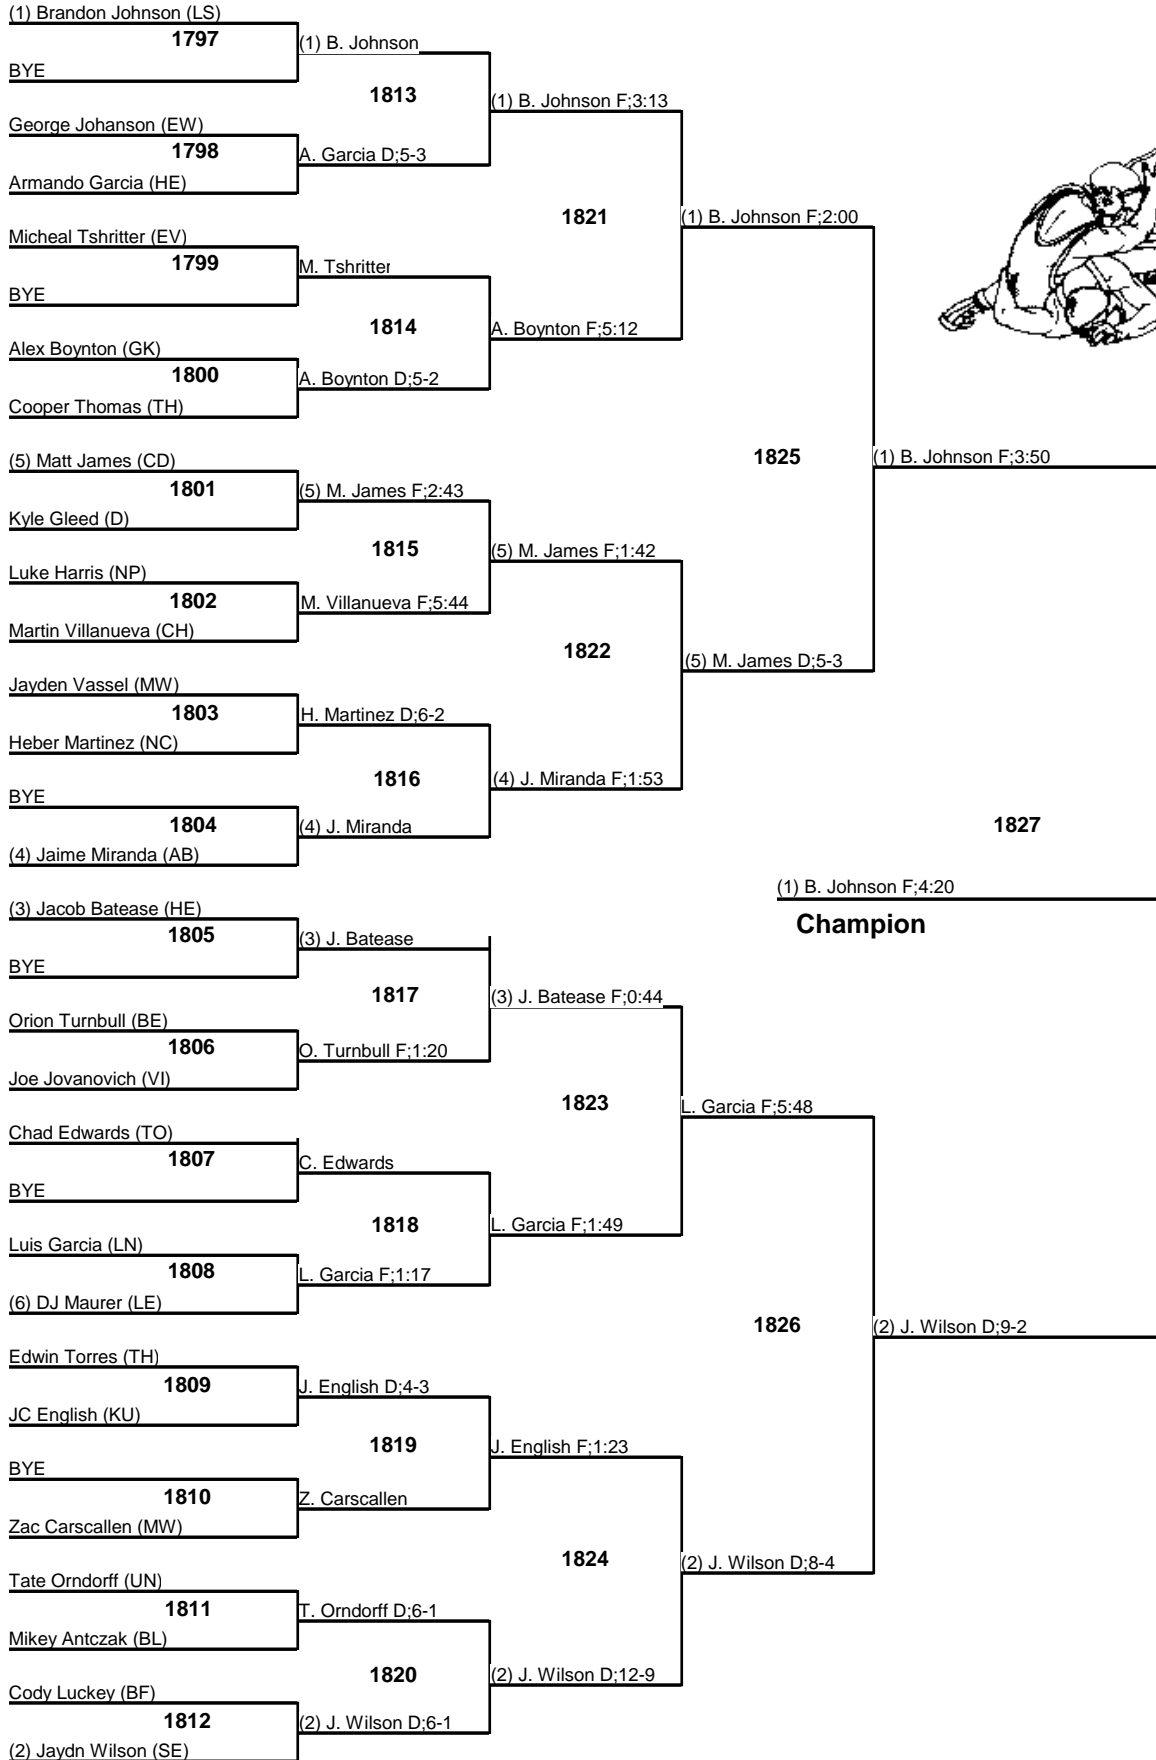 (1) Brandon Johnson (LS)
1797
(1) B. Johnson
BYE
1813
(1) B. Johnson F;3:13
George Johanson (EW)
1798
A. Garcia D;5-3
Armando Garcia (HE)
1821
(1) B. Johnson F;2:00
Micheal Tshritter (EV)
1799
M. Tshritter
BYE
1814
A. Boynton F;5:12
Alex Boynton (GK)
1800
A. Boynton D;5-2
Cooper Thomas (TH)
1825
(1) B. Johnson F;3:50
(5) Matt James (CD)
1801
(5) M. James F;2:43
Kyle Gleed (D)
1815
(5) M. James F;1:42
Luke Harris (NP)
1802
M. Villanueva F;5:44
Martin Villanueva (CH)
1822
(5) M. James D;5-3
Jayden Vassel (MW)
1803
H. Martinez D;6-2
Heber Martinez (NC)
1816
(4) J. Miranda F;1:53
BYE
1804
(4) J. Miranda
(4) Jaime Miranda (AB)
1827
(1) B. Johnson F;4:20
Champion
(3) Jacob Batease (HE)
1805
(3) J. Batease
BYE
1817
(3) J. Batease F;0:44
Orion Turnbull (BE)
1806
O. Turnbull F;1:20
Joe Jovanovich (VI)
1823
L. Garcia F;5:48
Chad Edwards (TO)
1807
C. Edwards
BYE
1818
L. Garcia F;1:49
Luis Garcia (LN)
1808
L. Garcia F;1:17
(6) DJ Maurer (LE)
1826
(2) J. Wilson D;9-2
Edwin Torres (TH)
1809
J. English D;4-3
JC English (KU)
1819
J. English F;1:23
BYE
1810
Z. Carscallen
Zac Carscallen (MW)
1824
(2) J. Wilson D;8-4
Tate Orndorff (UN)
1811
T. Orndorff D;6-1
Mikey Antczak (BL)
1820
(2) J. Wilson D;12-9
Cody Luckey (BF)
1812
(2) J. Wilson D;6-1
(2) Jaydn Wilson (SE)